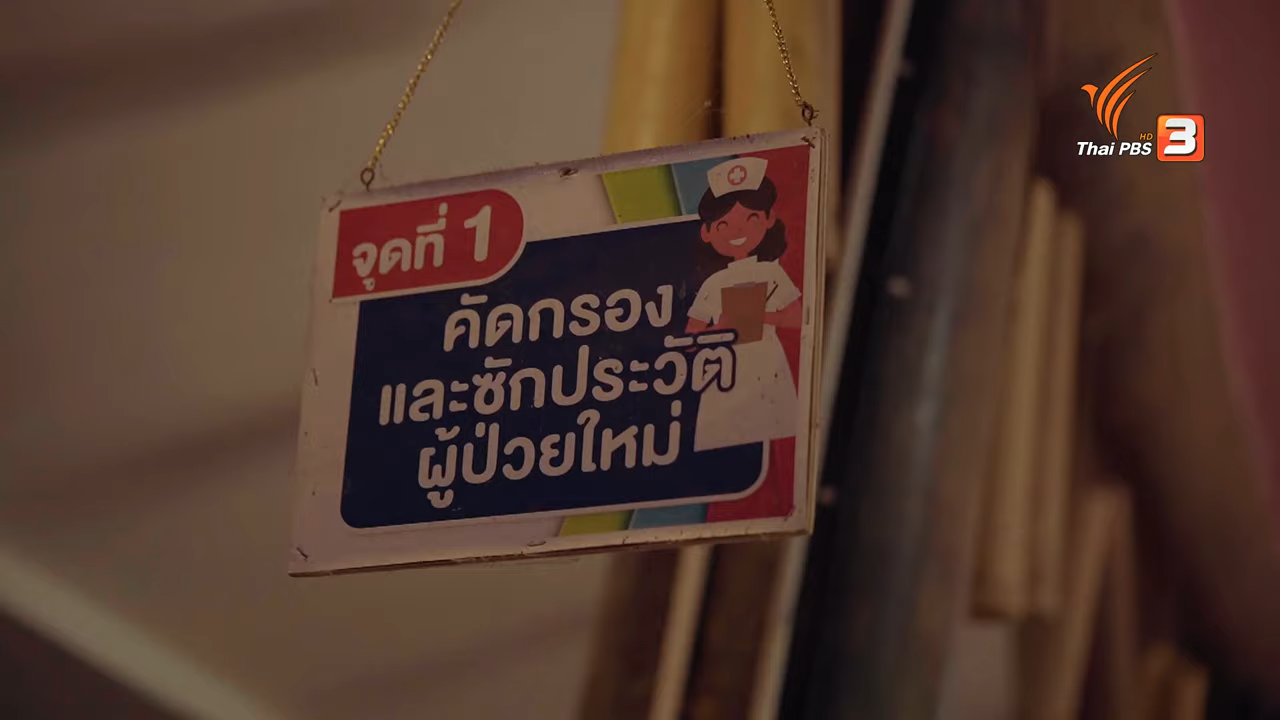 จุดที่ 1
คัดกรอง
และซักประวัติ
ผู้ป่วยใหม่
HD
Thai PBS 3